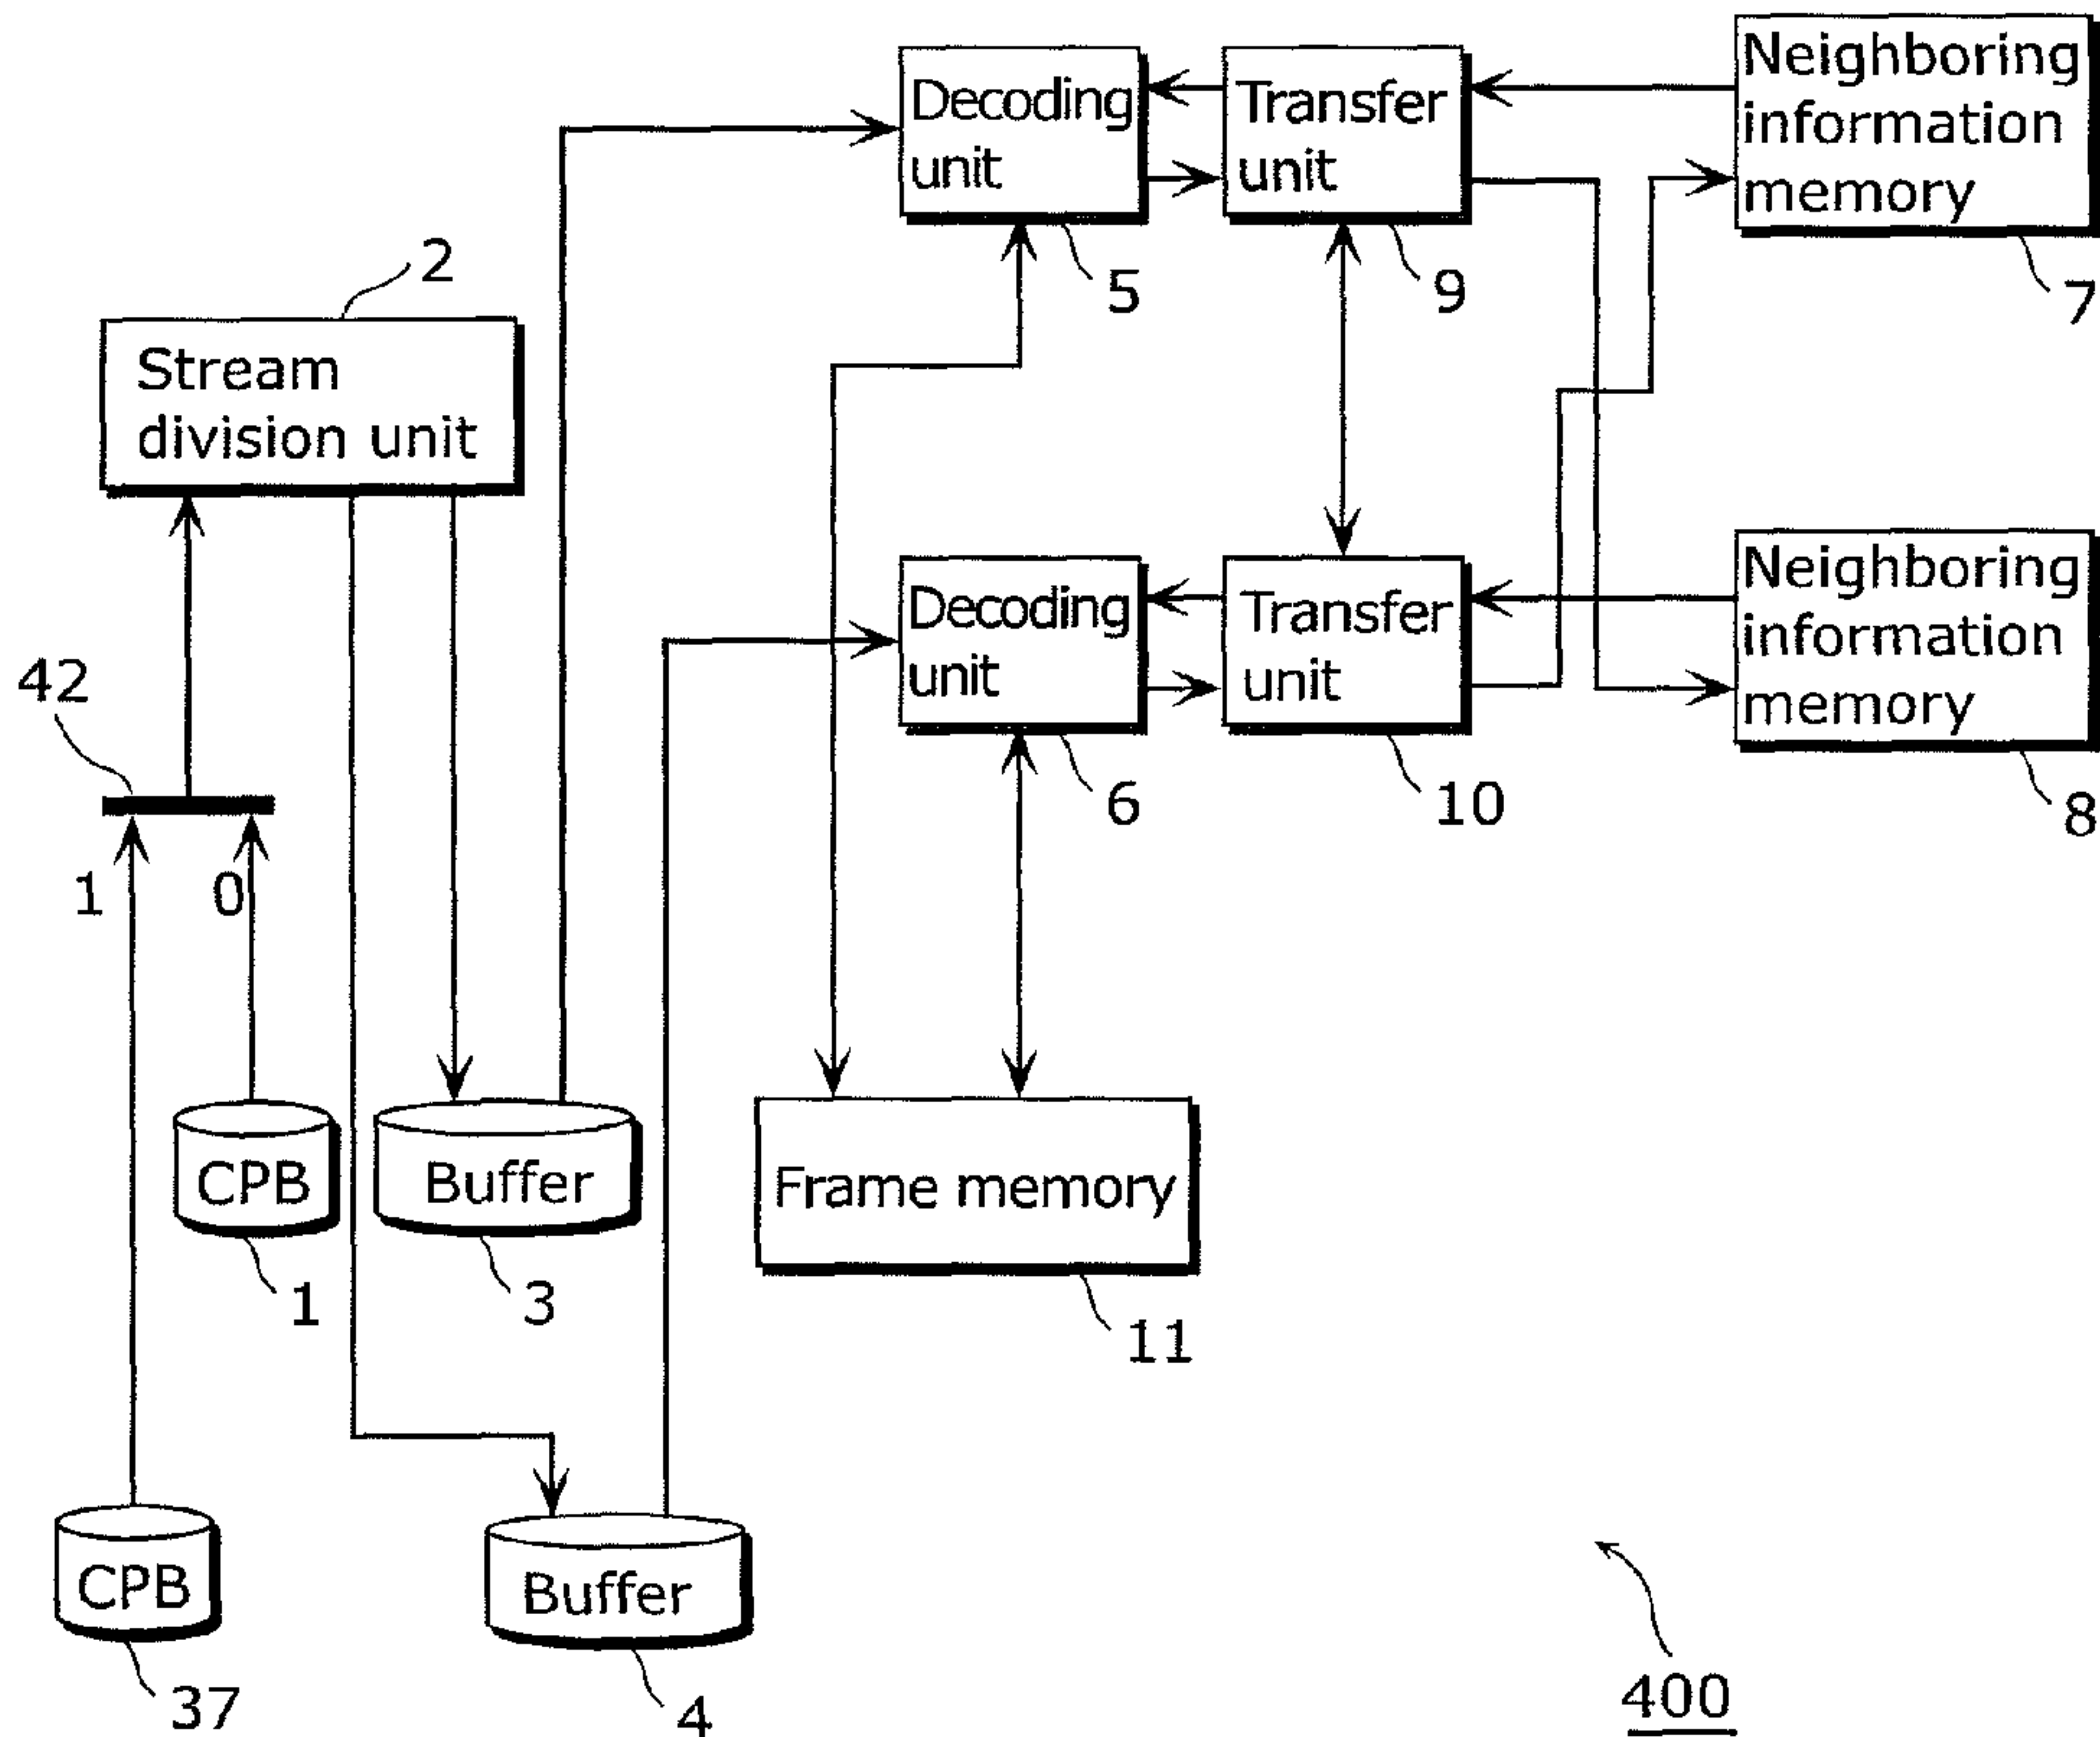 Decoding
unit
5
Transfer
unit
9
Neighboring
information
memory
7
2
Stream
division unit
42
1
0
Decoding
unit
6
Transfer
unit
10
Neighboring
information
memory
8
CPB
1
Buffer
3
Frame memory
11
CPB
37
Buffer
4
400